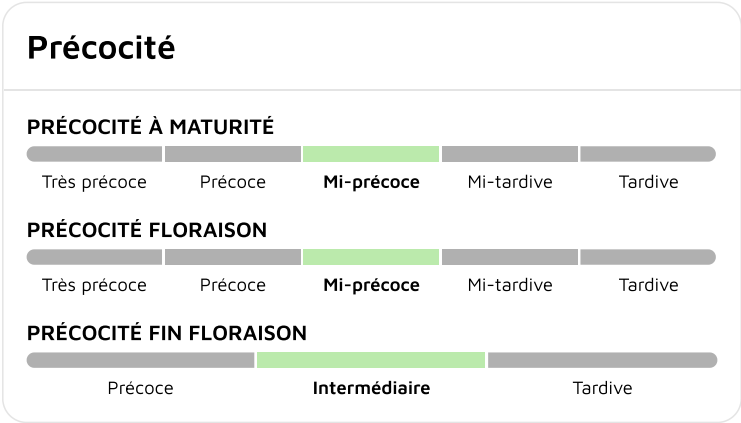 Précocité
PRÉCOCITÉ À MATURITÉ
Très précoce Précoce Mi-précoce Mi-tardive Tardive
PRÉCOCITÉ FLORAISON
Très précoce Précoce Mi-précoce Mi-tardive Tardive
PRÉCOCITÉ FIN FLORAISON
Précoce Intermédiaire Tardive